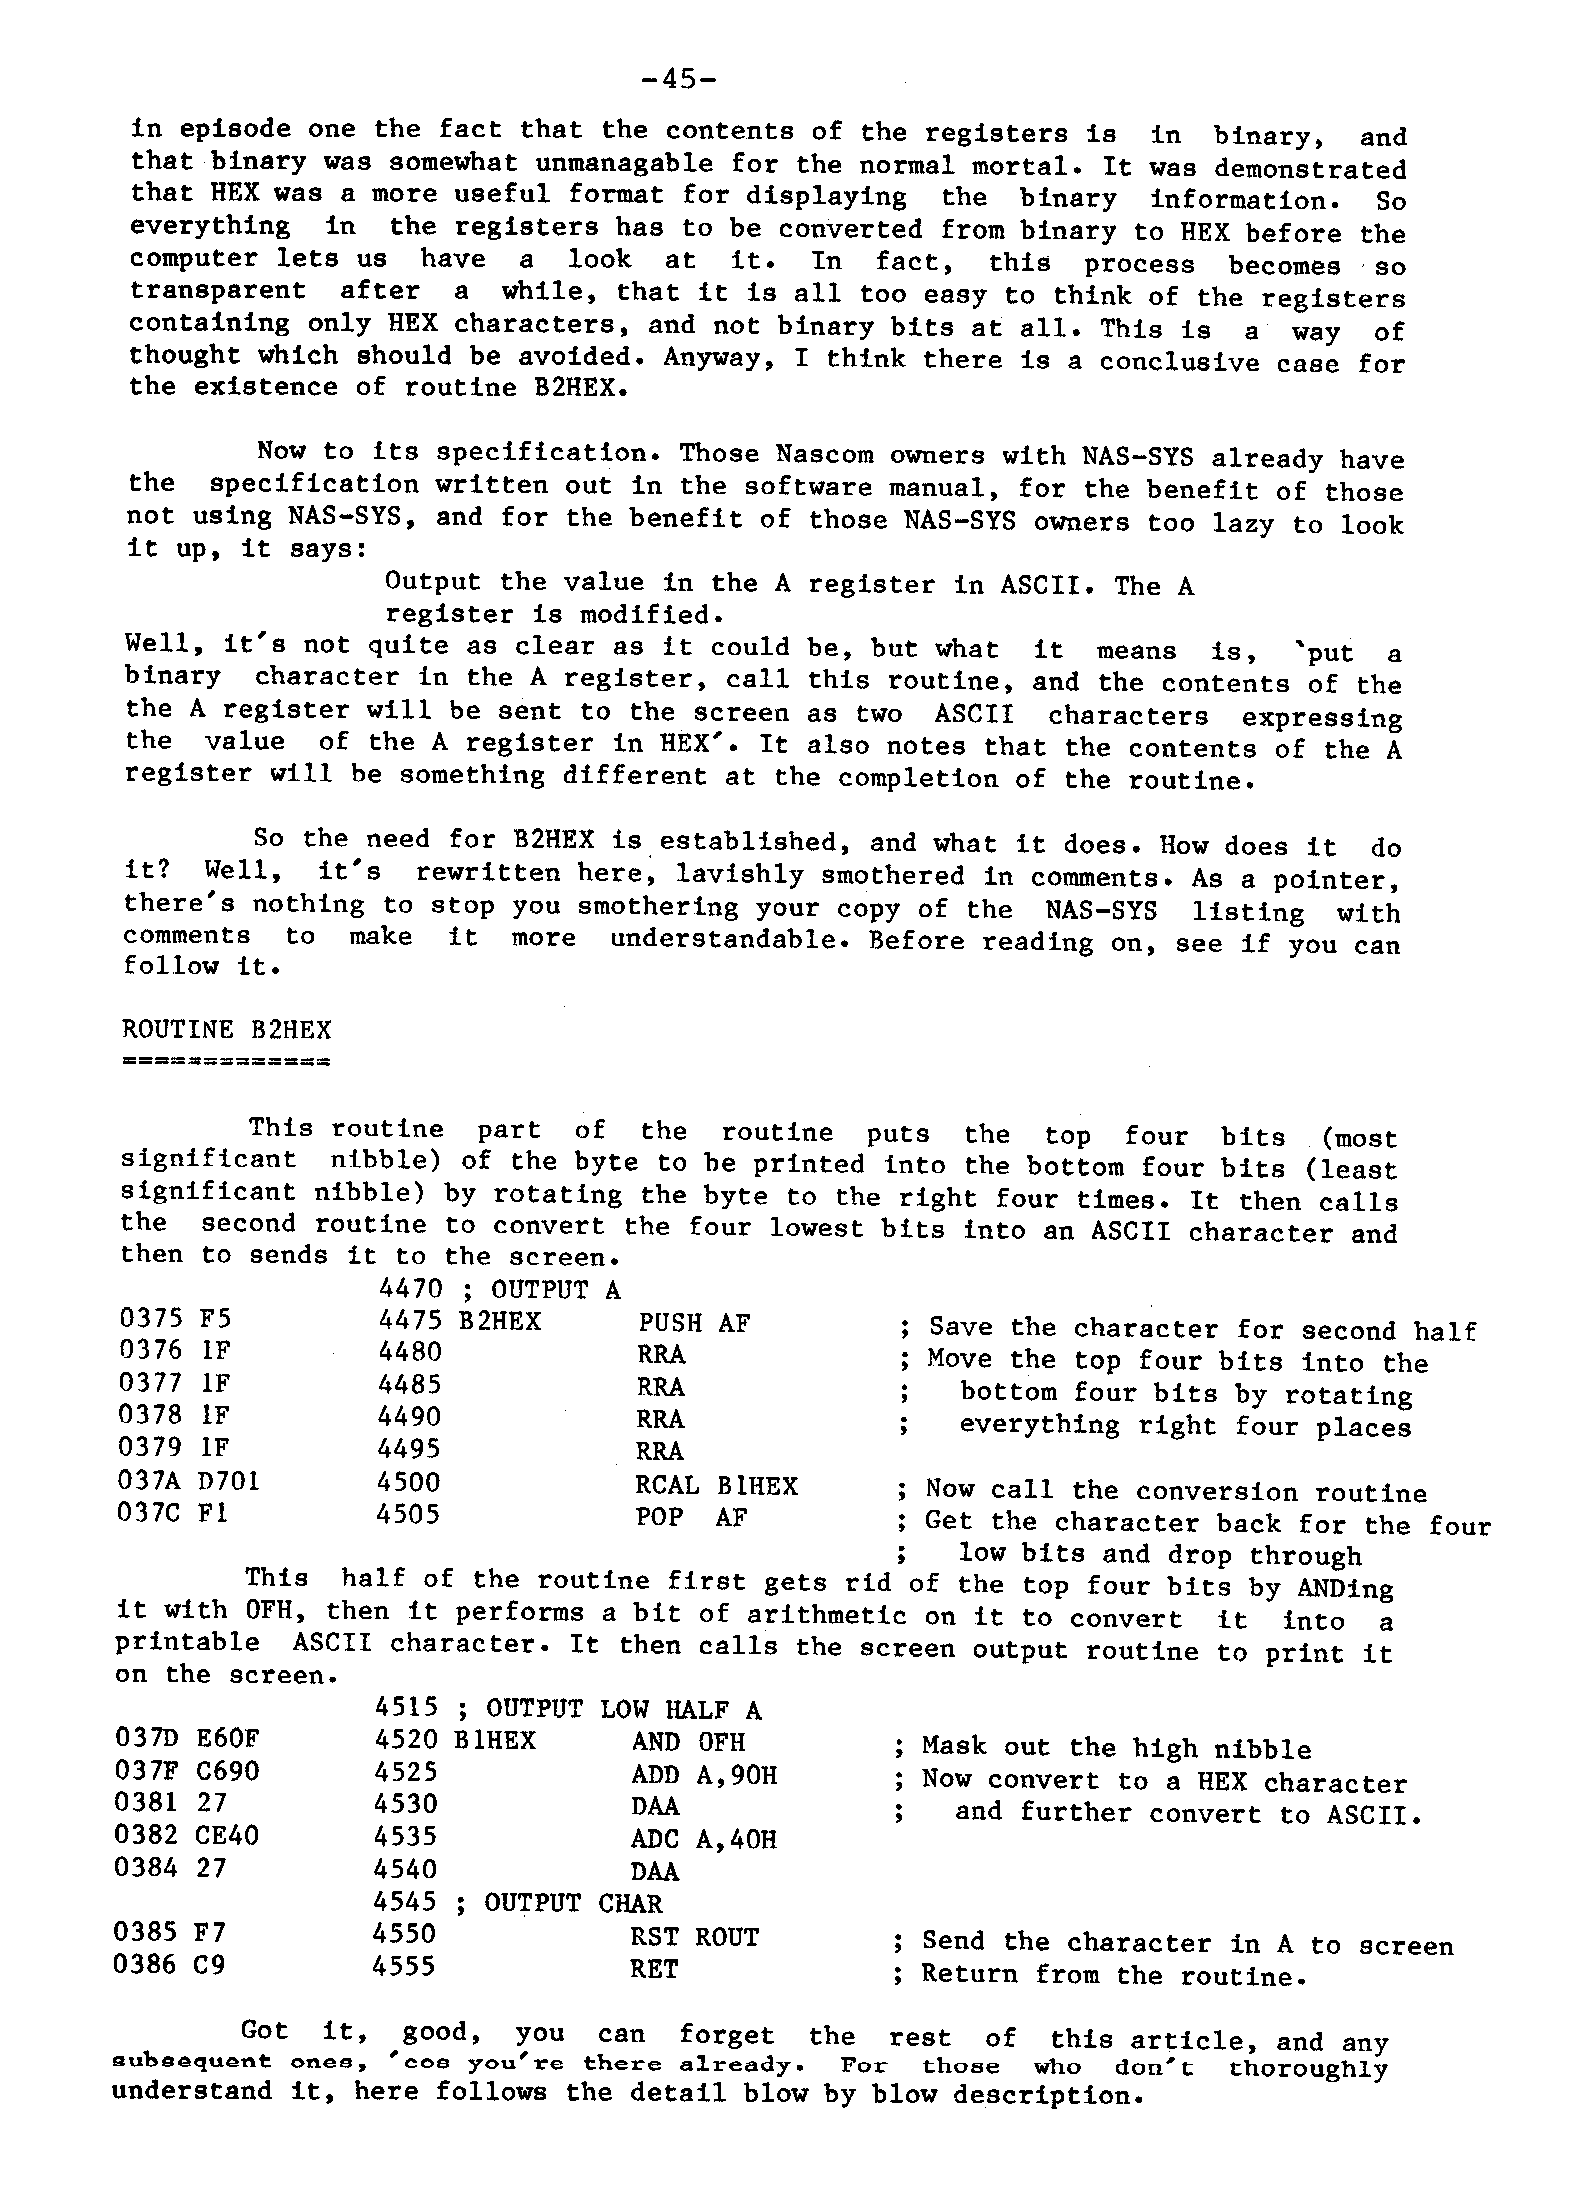 -45-
in episode one the fact that the contents of the registers is in binary, and
that binary was somewhat unmanagable for the normal mortal. It was demonstrated
that HEX was a more useful format for displaying the binary information. So
everything in the registers has to be converted from binary to HEX before the
computer lets us have a look at it. In fact, this process becomes so
transparent after a while, that it is all too easy to think of the registers
containing only HEX characters, and not binary bits at all. This is a way of
thought which should be avoided. Anyway, I think there is a conclusive case for
the existence of routine B2HEX.
Now to its specification. Those Nascom owners with NAS-SYS already have
the specification written out in the software manual, for the benefit of those
not using NAS-SYS, and for the benefit of those NAS-SYS owners too lazy to look
it up, it says:
Output the value in the A register in ASCII. The A
register is modified.
Well, it's not quite as clear as it could be, but what it means is, `put a
binary character in the A register, call this routine, and the contents of the
the A register will be sent to the screen as two ASCII characters expressing
the value of the A register in HEX'. It also notes that the contents of the A
register will be something different at the completion of the routine.
So the need for B2HEX is established, and what it does. How does it do
it? Well, it's rewritten here, lavishly smothered in comments. As a pointer,
there's nothing to stop you smothering your copy of the NAS-SYS listing with
comments to make it more understandable. Before reading on, see if you can
follow it.
ROUTINE B2HEX
=============
This routine part of the routine puts the top four bits (most
significant nibble) of the byte to be printed into the bottom four bits (least
significant nibble) by rotating the byte to the right four times. It then calls
the second routine to convert the four lowest bits into an ASCII character and
then to sends it to the screen.
4470 ; OUTPUT A
0375 F5 4475 B2HEX PUSH AF ; Save the character for second half
0376 1F 4480 RRA ; Move the top four bits into the
0377 1F 4485 RRA ; bottom four bits by rotating
0378 1F 4490 RRA ; everything right four places
0379 1F 4495 RRA
037A D701 4500 RCAL B1HEX ; Now call the conversion routine
037C F1 4505 POP AF ; Get the character back for the four
; low bits and drop through
This half of the routine first gets rid of the top four bits by ANDing
it with 0FH, then it performs a bit of arithmetic on it to convert it into a
printable ASCII character. It then calls the screen output routine to print it
on the screen.
4515 ; OUTPUT LOW HALF A
037D E60F 4520 B1HEX AND 0FH ; Mask out the high nibble
037F C690 4525 ADD A,90H ; Now convert to a HEX character
0381 27 4530 DAA ; and further convert to ASCII.
0382 CE40 4535 ADC A,40H
0384 27 4540 DAA
4545 ; OUTPUT CHAR
0385 F7 4550 RST ROUT ; Send the character in A to screen
0386 C9 4555 RET ; Return from the routine.
Got it, good, you can forget the rest of this article, and any
subsequent ones, 'cos you're there already. For those who don't thoroughly
understand it, here follows the detail blow by blow description.